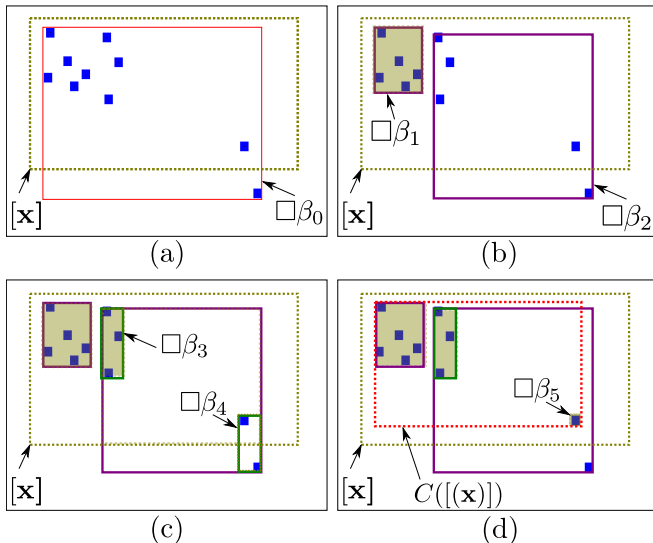 [x]
□β₀
(a)
□β₁
[x]
□β₂
(b)
□β₃
□β₄
[x]
(c)
□β₅
[x]
C([(x)])
(d)